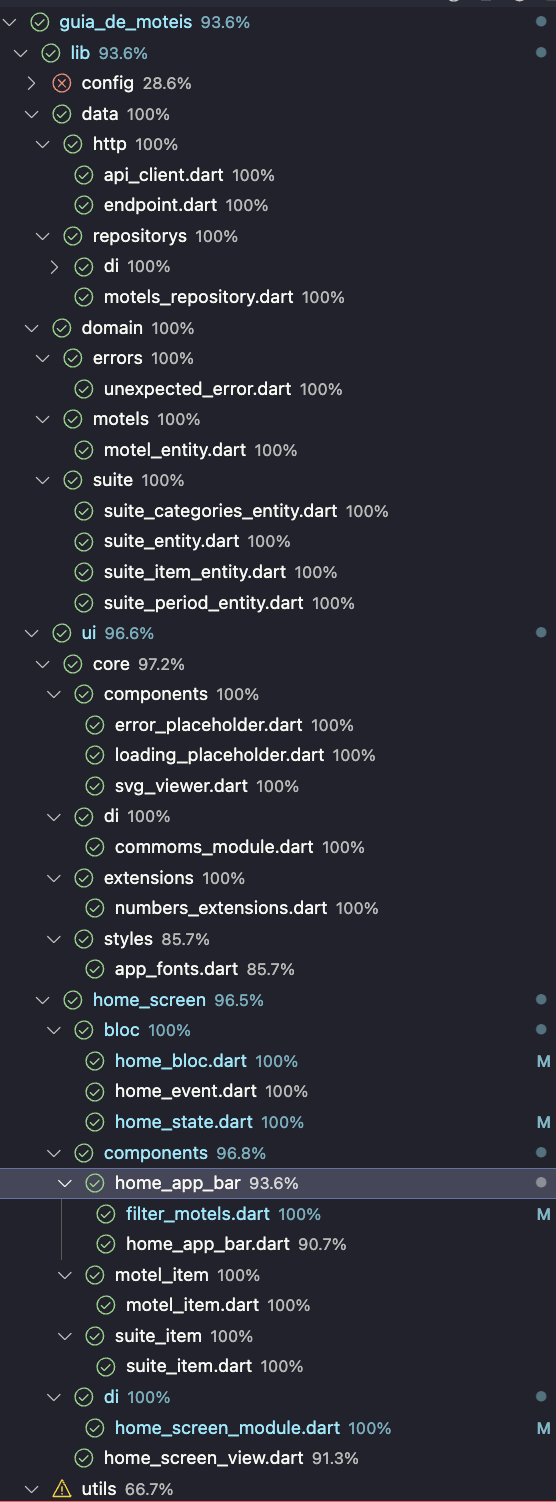 guia_de_moteis 93.6%
lib 93.6%
config 28.6%
data 100%
http 100%
api_client.dart 100%
endpoint.dart 100%
repositorys 100%
di 100%
motels_repository.dart 100%
domain 100%
errors 100%
unexpected_error.dart 100%
motels 100%
motel_entity.dart 100%
suite 100%
suite_categories_entity.dart 100%
suite_entity.dart 100%
suite_item_entity.dart 100%
suite_period_entity.dart 100%
ui 96.6%
core 97.2%
components 100%
error_placeholder.dart 100%
loading_placeholder.dart 100%
svg_viewer.dart 100%
di 100%
commoms_module.dart 100%
extensions 100%
numbers_extensions.dart 100%
styles 85.7%
app_fonts.dart 85.7%
home_screen 96.5%
bloc 100%
home_bloc.dart 100% M
home_event.dart 100%
home_state.dart 100% M
components 96.8%
home_app_bar 93.6%
filter_motels.dart 100% M
home_app_bar.dart 90.7%
motel_item 100%
motel_item.dart 100%
suite_item 100%
suite_item.dart 100%
di 100%
home_screen_module.dart 100% M
home_screen_view.dart 91.3%
utils 66.7%